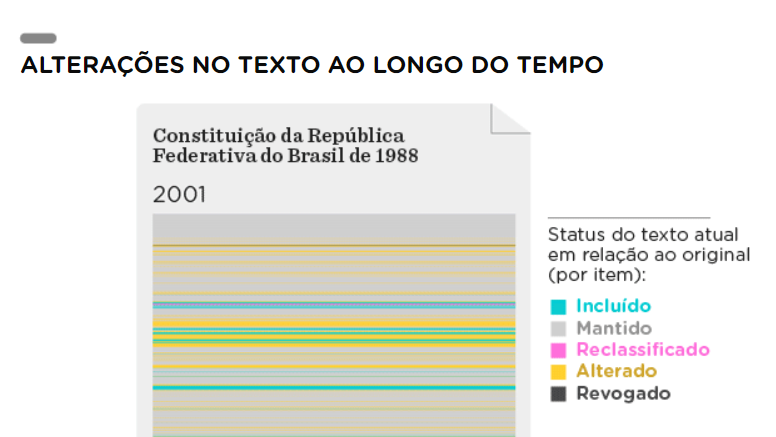 ALTERAÇÕES NO TEXTO AO LONGO DO TEMPO
Constituição da República
Federativa do Brasil de 1988
2001
Status do texto atual
em relação ao original
(por item):
Incluído
Mantido
Reclassificado
Alterado
Revogado